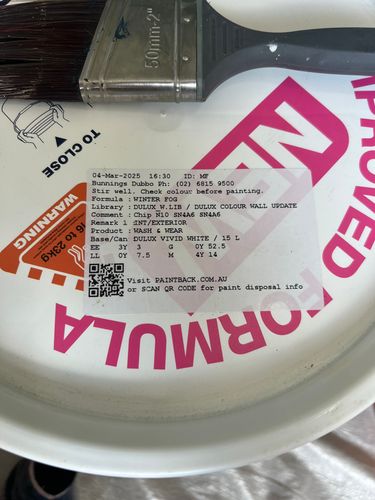 50mm-2"
TO CLOSE
WARNING
16 to 23kg
NEW
IMPROVED
FORMULA
04-Mar-2025 16:30 ID: MF
Bunnings Dubbo Ph: (02) 6815 9500
Stir well. Check colour before painting.
Formula : WINTER FOG
Library : DULUX W.LIB / DULUX COLOUR WALL UPDATE
Comment : Chip N10 SN4A6 SN4A6
Remark 1 :INT/EXTERIOR
Product : WASH & WEAR
Base/Can: DULUX VIVID WHITE / 15 L
EE 3Y 3 G 0Y 52.5
LL 0Y 7.5 M 4Y 14
Visit PAINTBACK.COM.AU
or SCAN QR CODE for paint disposal info